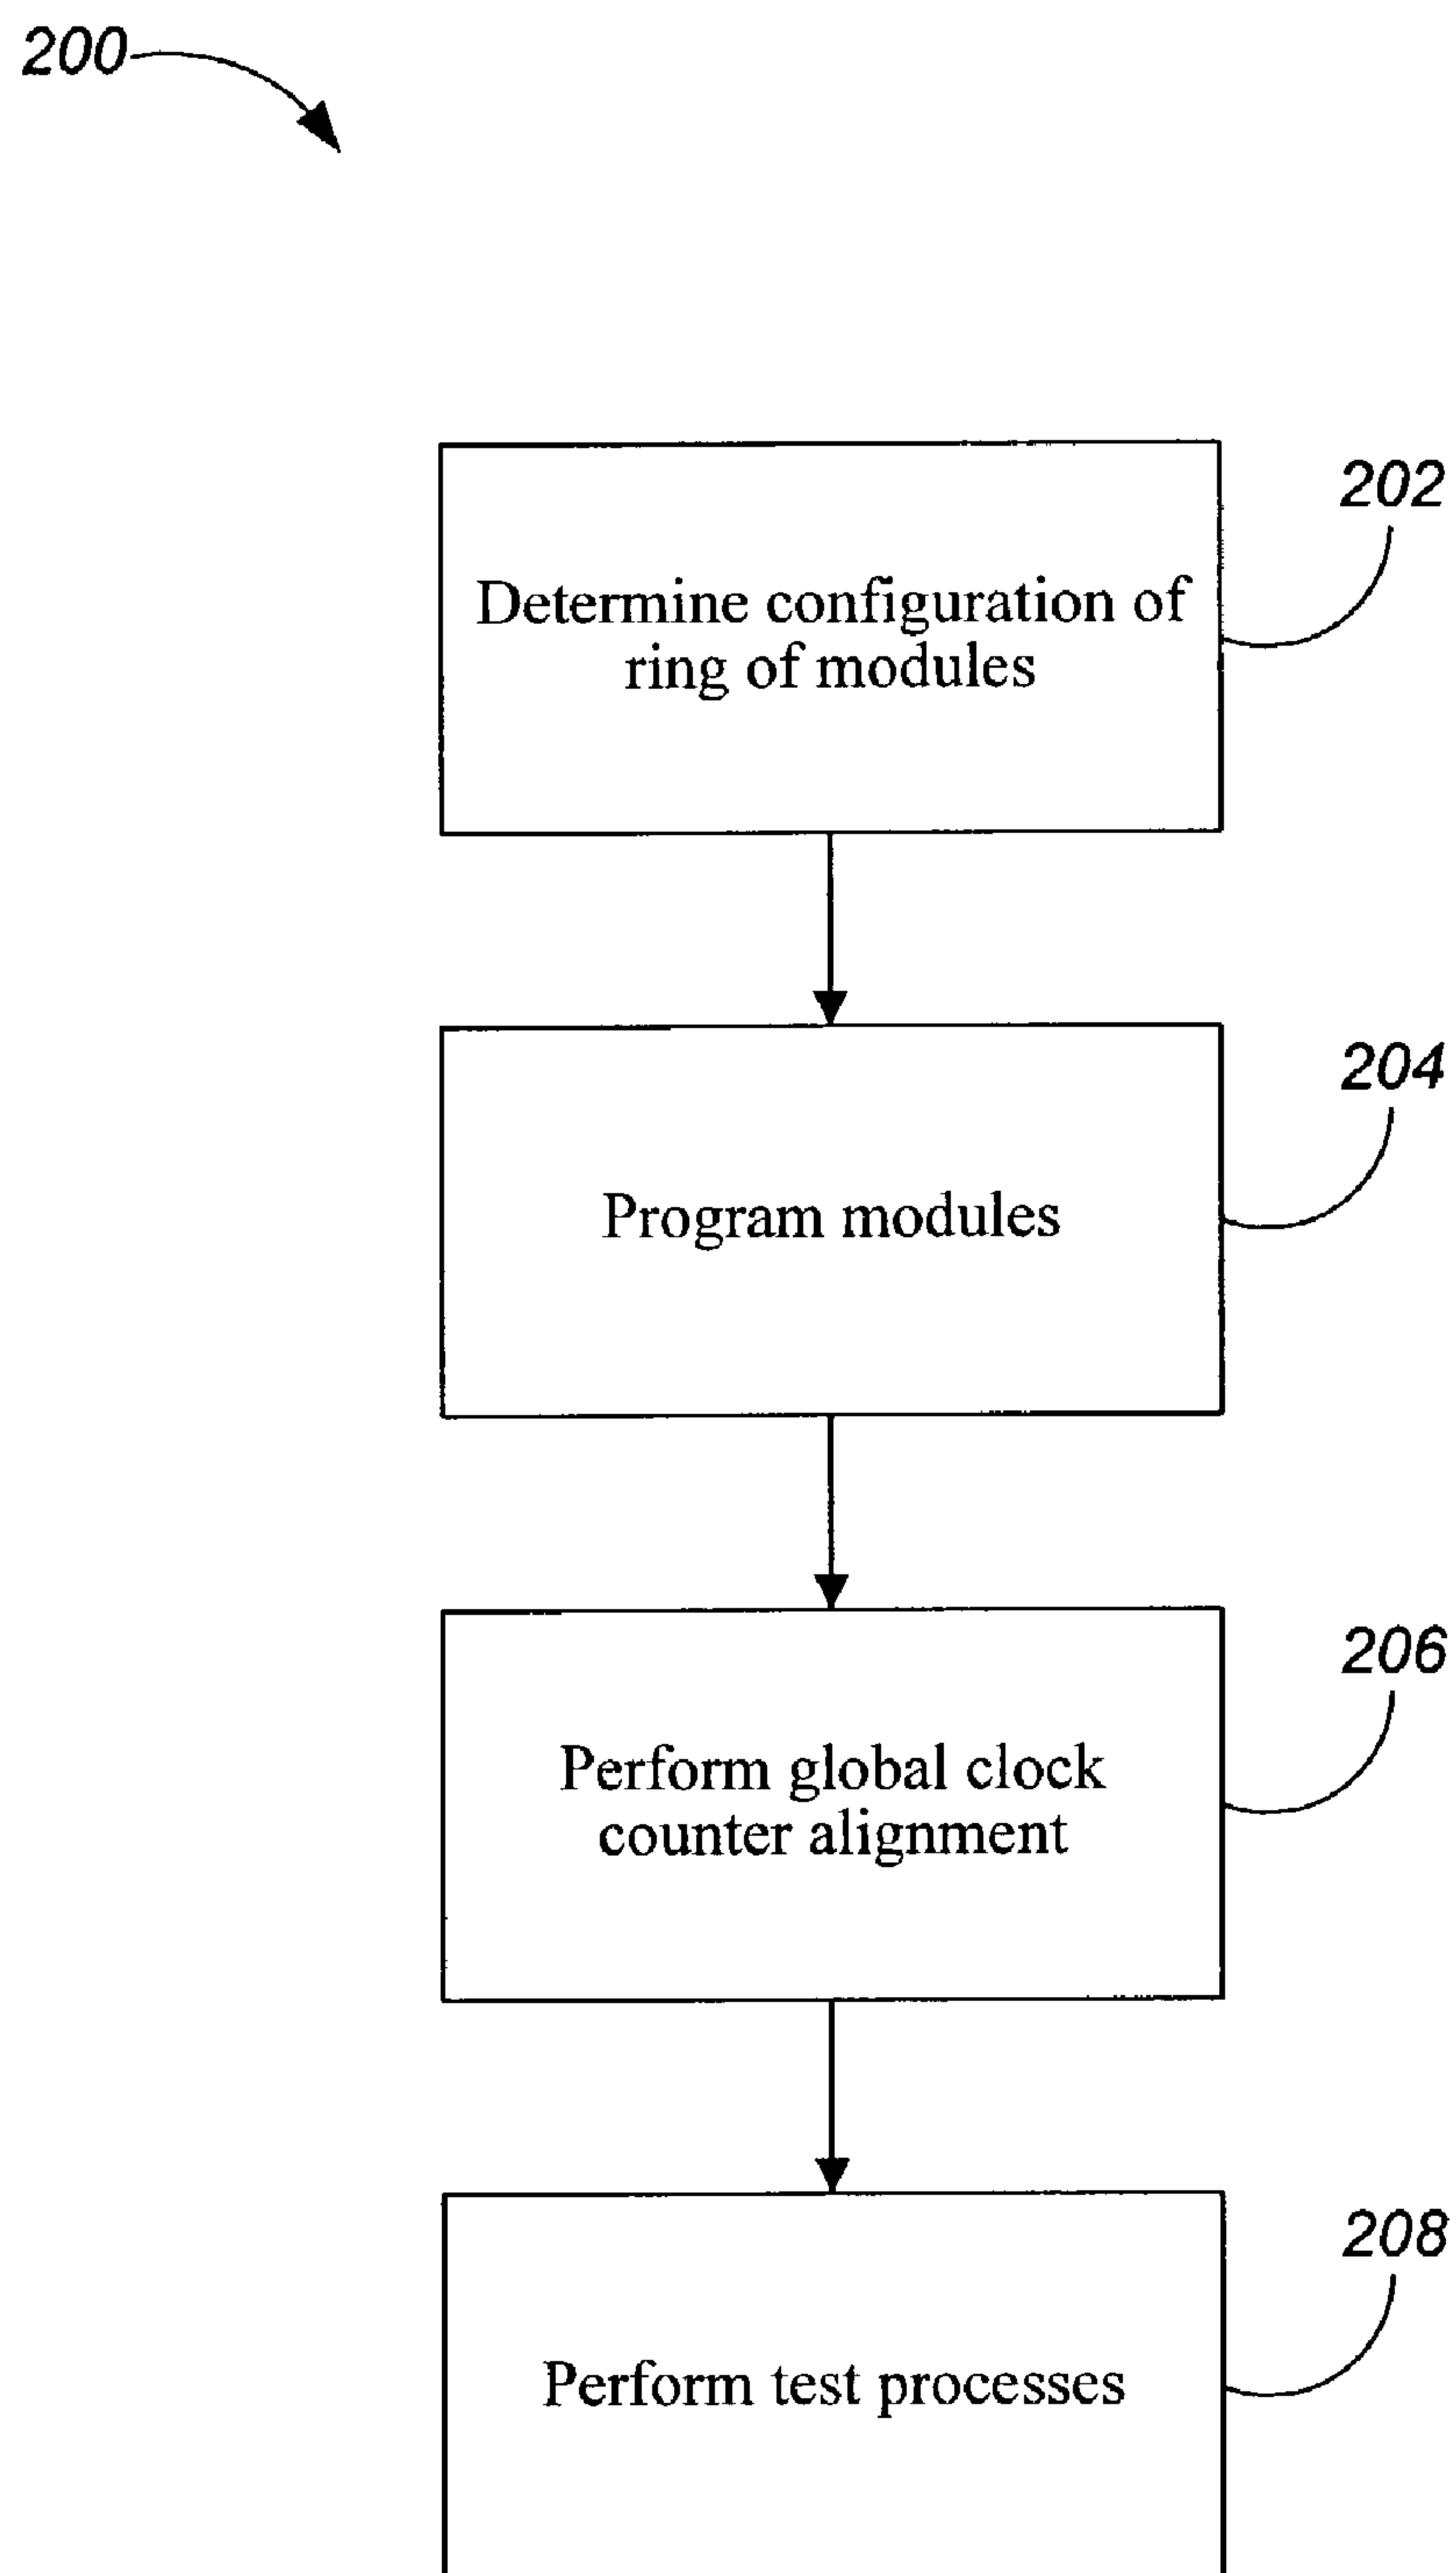 200
202
Determine configuration of
ring of modules
204
Program modules
206
Perform global clock
counter alignment
208
Perform test processes